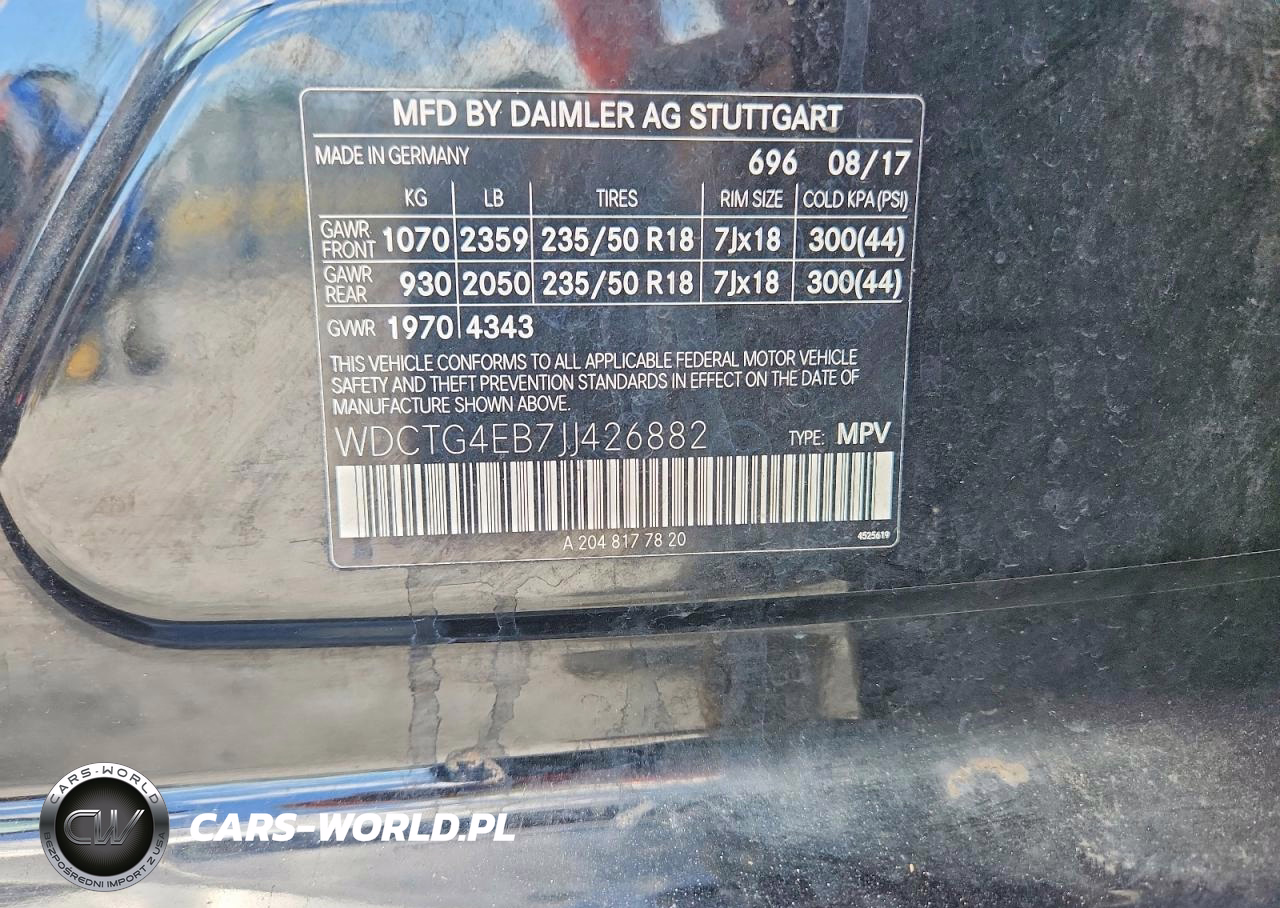 MFD BY DAIMLER AG STUTTGART
MADE IN GERMANY 696 08/17
KG LB TIRES RIM SIZE COLD KPA (PSI)
GAWR FRONT 1070 2359 235/50 R18 7Jx18 300(44)
GAWR REAR 930 2050 235/50 R18 7Jx18 300(44)
GVWR 1970 4343
THIS VEHICLE CONFORMS TO ALL APPLICABLE FEDERAL MOTOR VEHICLE
SAFETY AND THEFT PREVENTION STANDARDS IN EFFECT ON THE DATE OF
MANUFACTURE SHOWN ABOVE.
WDCTG4EB7JJ426882 TYPE: MPV
A 204 817 78 20 4525619
CARS-WORLD
CW
BEZPOŚREDNI IMPORT Z USA
CARS-WORLD.PL